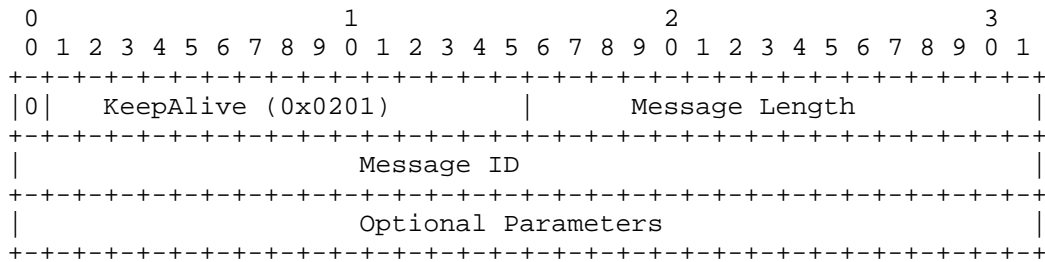 0                   1                   2                   3
 0 1 2 3 4 5 6 7 8 9 0 1 2 3 4 5 6 7 8 9 0 1 2 3 4 5 6 7 8 9 0 1
+-+-+-+-+-+-+-+-+-+-+-+-+-+-+-+-+-+-+-+-+-+-+-+-+-+-+-+-+-+-+-+-+
|0|   KeepAlive (0x0201)        |      Message Length           |
+-+-+-+-+-+-+-+-+-+-+-+-+-+-+-+-+-+-+-+-+-+-+-+-+-+-+-+-+-+-+-+-+
|                     Message ID                                |
+-+-+-+-+-+-+-+-+-+-+-+-+-+-+-+-+-+-+-+-+-+-+-+-+-+-+-+-+-+-+-+-+
|                     Optional Parameters                       |
+-+-+-+-+-+-+-+-+-+-+-+-+-+-+-+-+-+-+-+-+-+-+-+-+-+-+-+-+-+-+-+-+